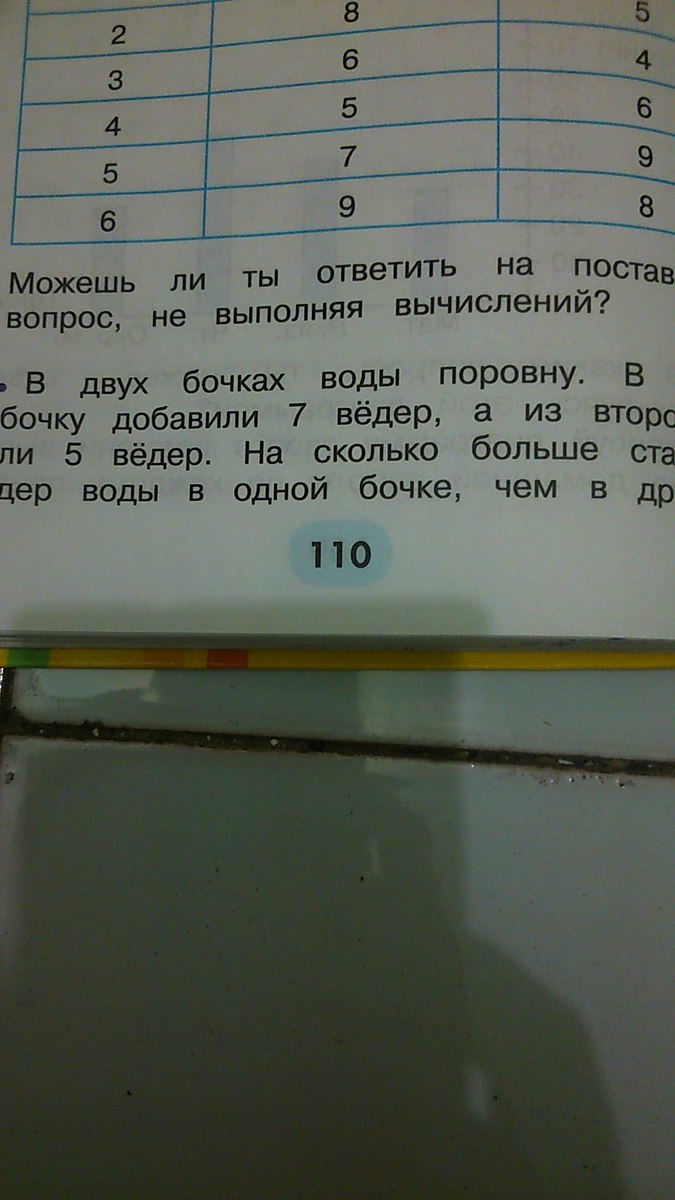 8 5
2
3 6 4
4 5 6
5 7 9
6 9 8
Можешь ли ты ответить на постав
вопрос, не выполняя вычислений?
В двух бочках воды поровну. В
бочку добавили 7 вёдер, а из второ
ли 5 вёдер. На сколько больше ста
дер воды в одной бочке, чем в др
110